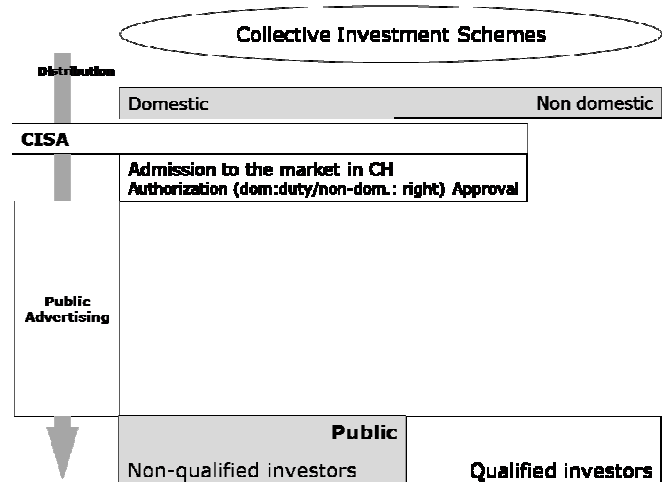 Collective Investment Schemes
Distribution
Domestic Non domestic
CISA
Admission to the market in CH
Authorization (dom:duty/non-dom.: right) Approval
Public
Advertising
Public
Non-qualified investors Qualified investors